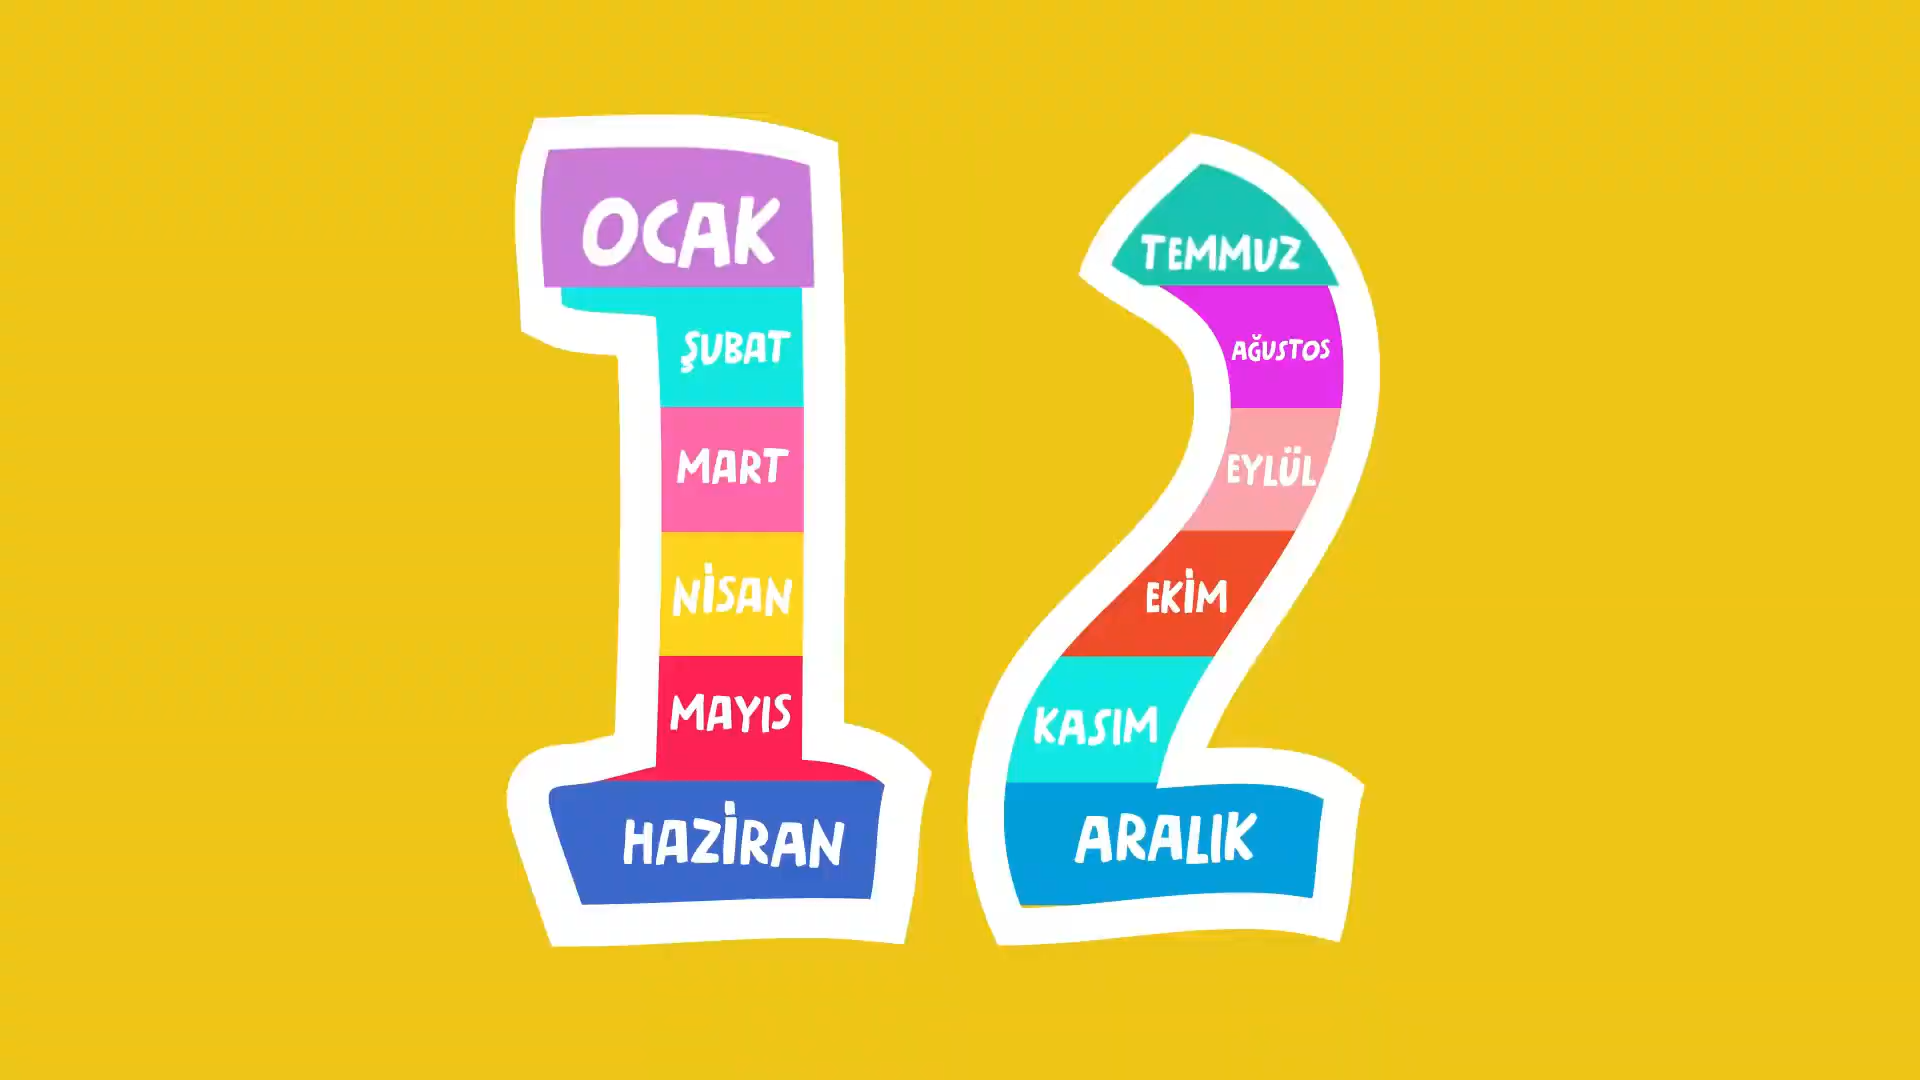 OCAK
ŞUBAT
MART
NİSAN
MAYIS
HAZİRAN
TEMMUZ
AĞUSTOS
EYLÜL
EKİM
KASIM
ARALIK